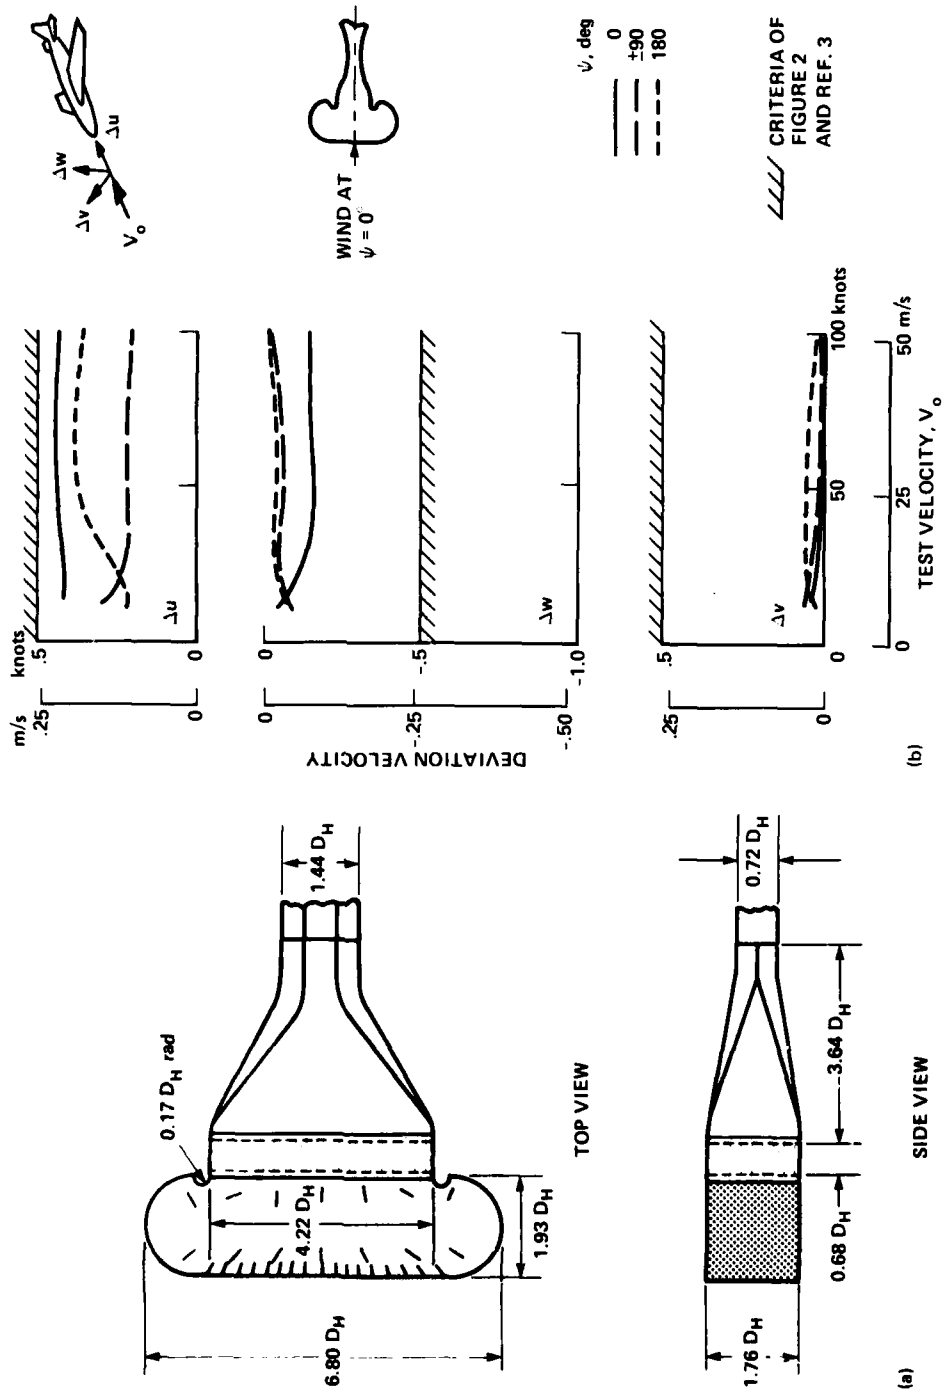 6.80 D_H
4.22 D_H
0.17 D_H rad
1.44 D_H
1.93 D_H
TOP VIEW
1.76 D_H
0.68 D_H
3.64 D_H
0.72 D_H
SIDE VIEW
(a)
DEVIATION VELOCITY
m/s knots
.25 .5
0 0
Δu
0 0
-.25 -.5
-.50 -1.0
Δw
.25 .5
0
Δv
50
100 knots
0 25 50 m/s
TEST VELOCITY, V_o
(b)
Δv
Δw
Δu
V_o
WIND AT
ψ = 0°
ψ, deg
0
±90
180
CRITERIA OF
FIGURE 2
AND REF. 3